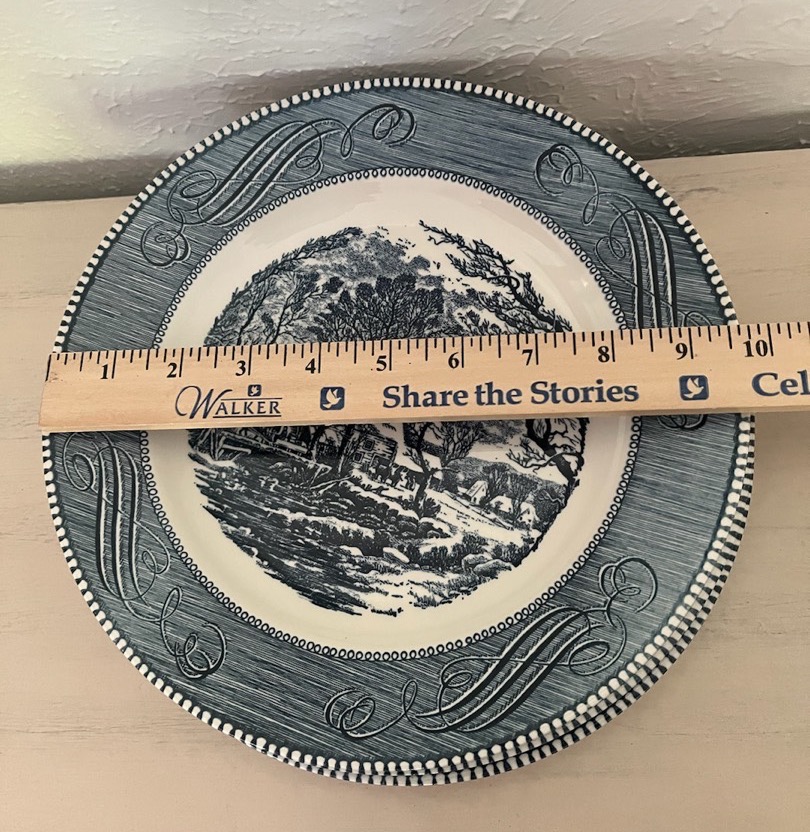 1 2 3 4 5 6 7 8 9 10
WALKER Share the Stories Cel